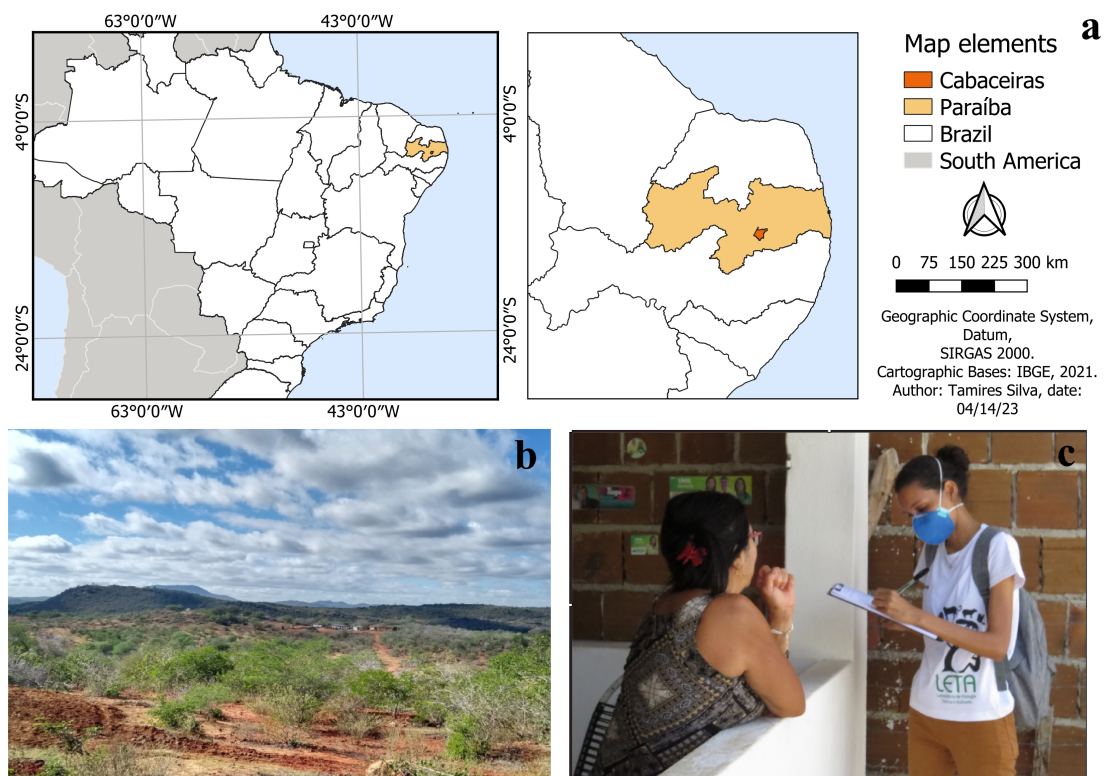 a
63°0′0″W 43°0′0″W
4°0′0″S
24°0′0″S
63°0′0″W 43°0′0″W
4°0′0″S
24°0′0″S
Map elements
Cabaceiras
Paraíba
Brazil
South America
0 75 150 225 300 km
Geographic Coordinate System,
Datum,
SIRGAS 2000.
Cartographic Bases: IBGE, 2021.
Author: Tamires Silva, date:
04/14/23
b
c
LETA